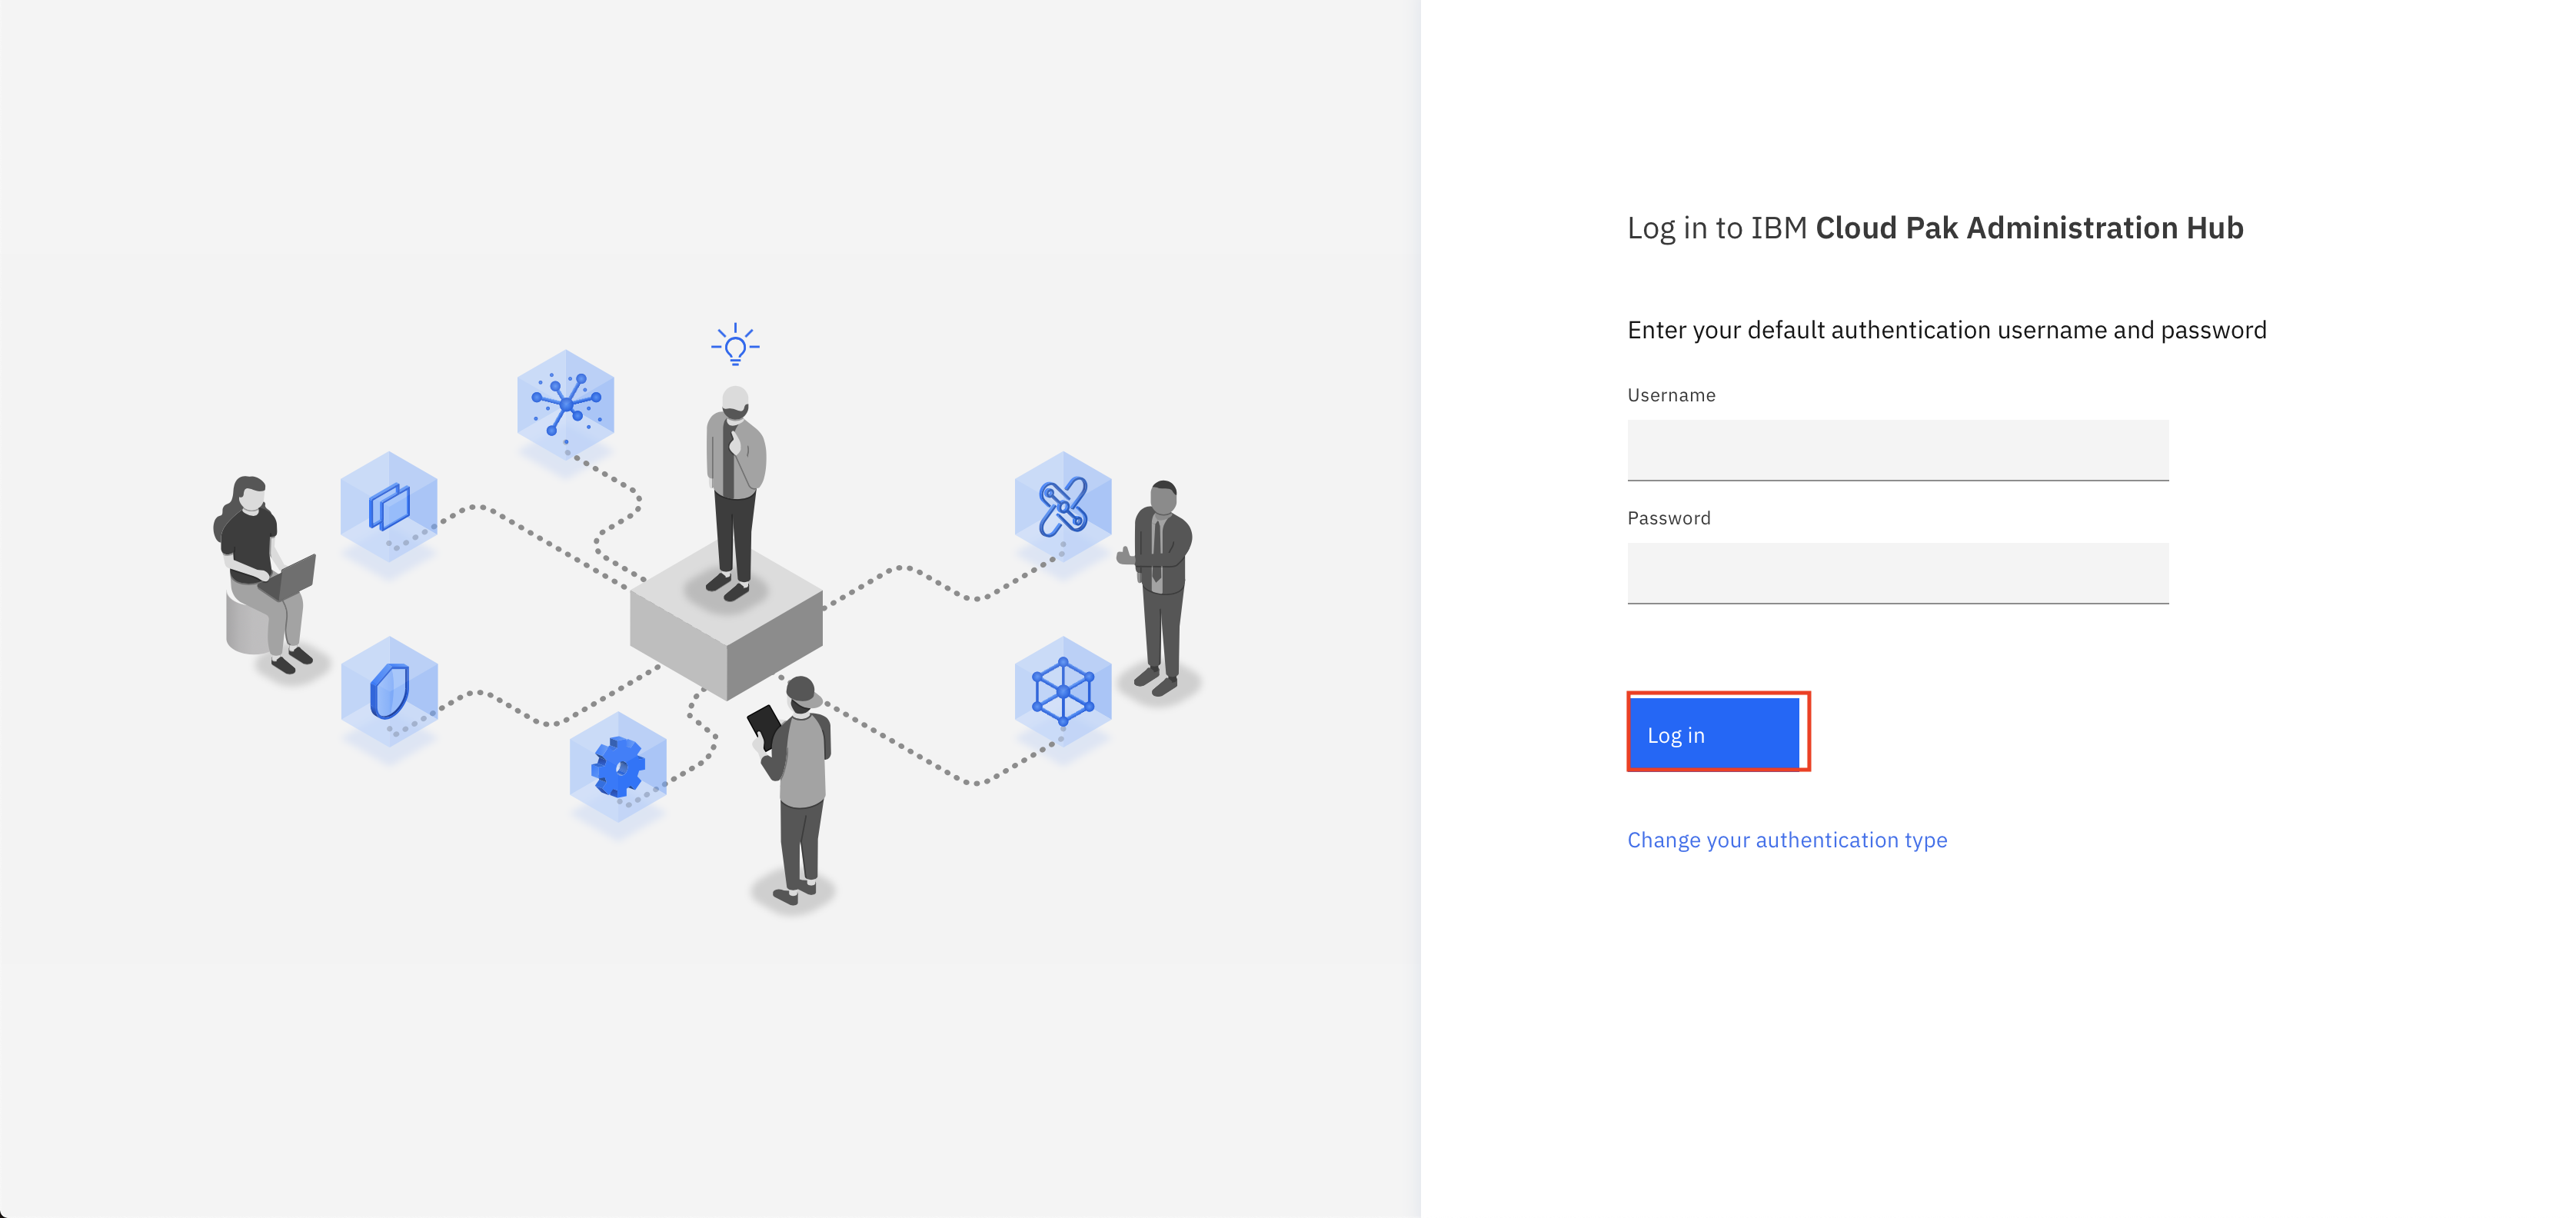 Log in to IBM Cloud Pak Administration Hub
Enter your default authentication username and password
Username
Password
Log in
Change your authentication type